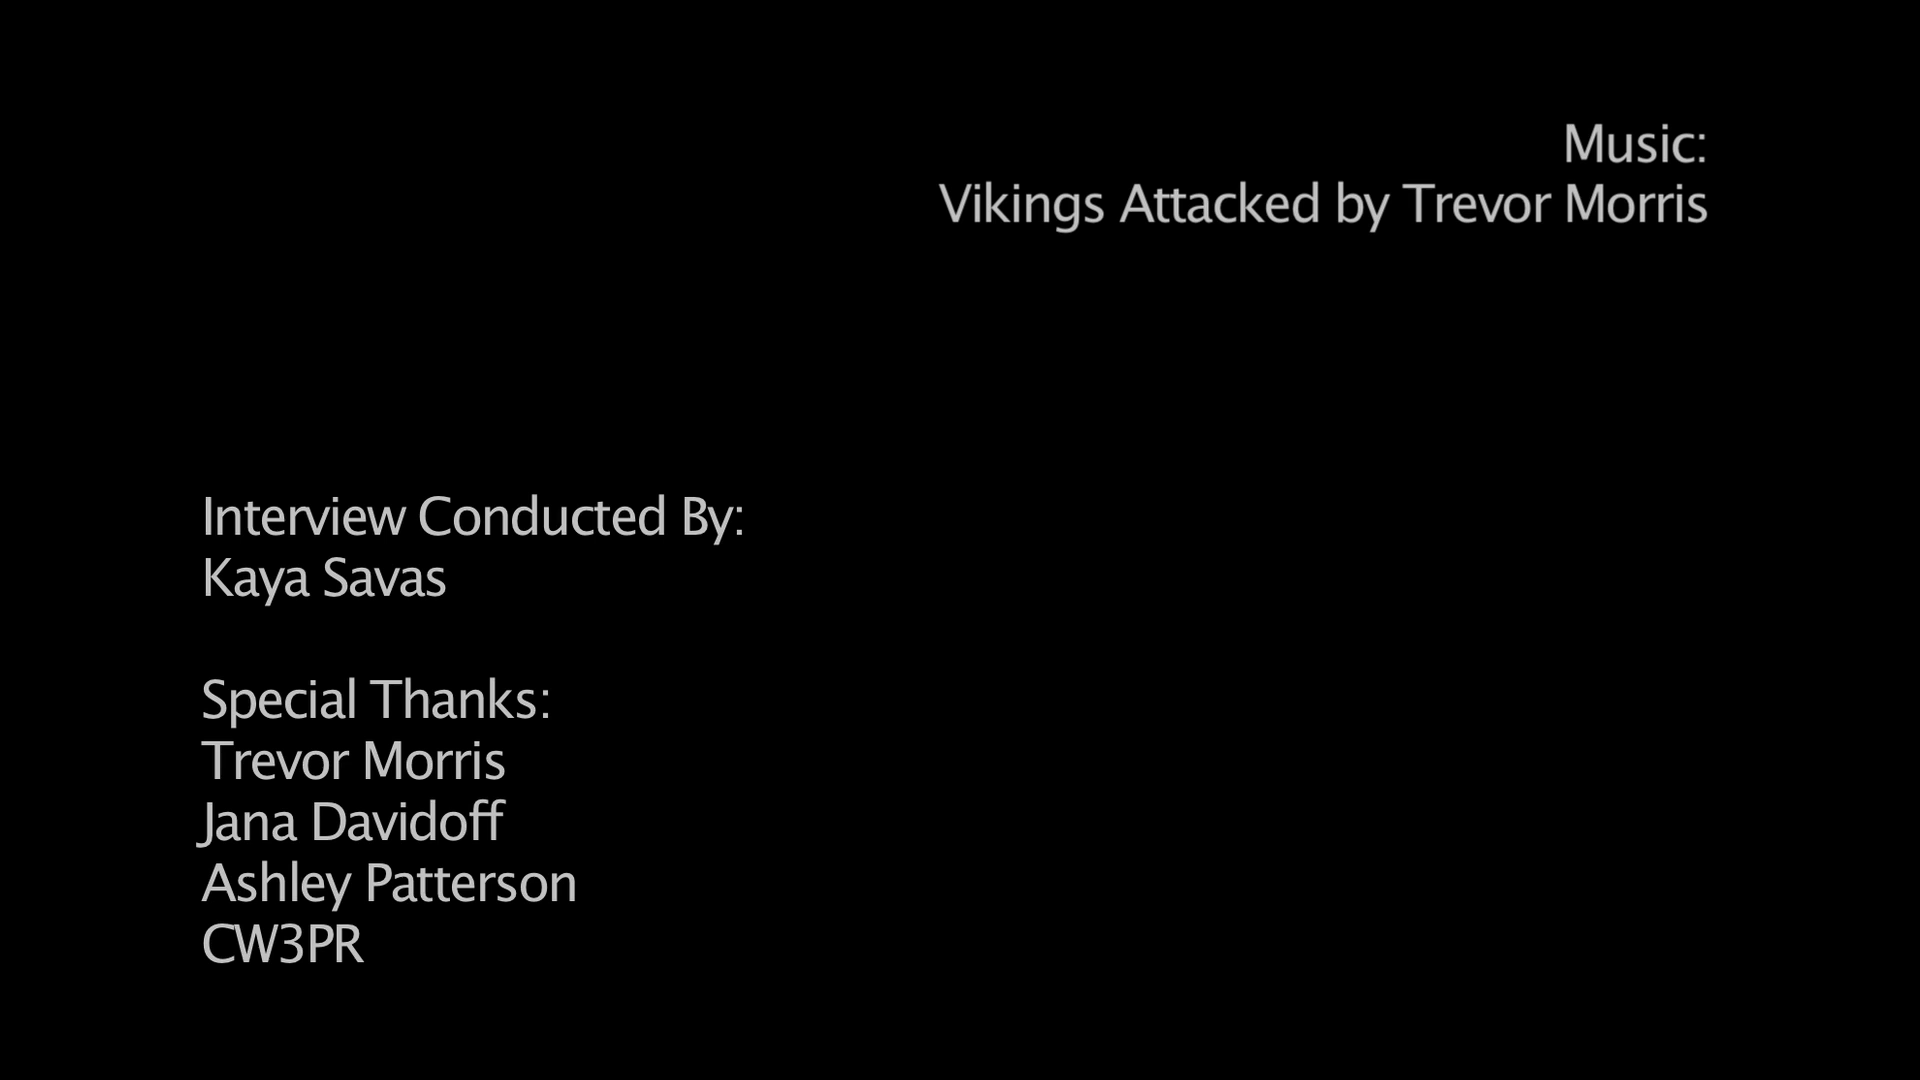 Music:
Vikings Attacked by Trevor Morris
Interview Conducted By:
Kaya Savas
Special Thanks:
Trevor Morris
Jana Davidoff
Ashley Patterson
CW3PR